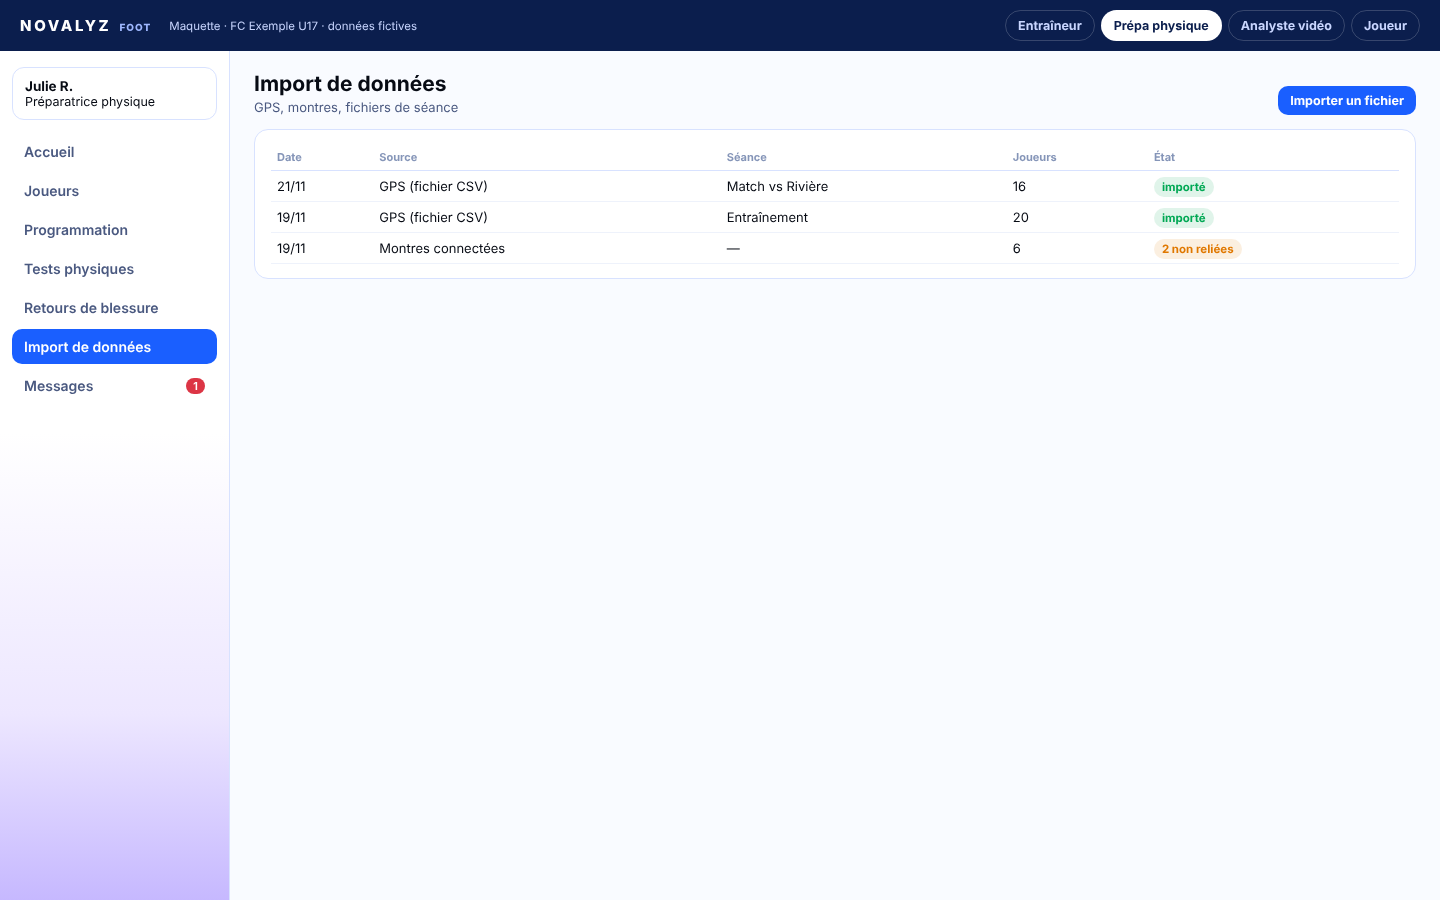 NOVALYZ FOOT Maquette · FC Exemple U17 · données fictives Entraîneur Prépa physique Analyste vidéo Joueur
Julie R.
Préparatrice physique
Accueil
Joueurs
Programmation
Tests physiques
Retours de blessure
Import de données
Messages 1
Import de données
GPS, montres, fichiers de séance
Importer un fichier
Date Source Séance Joueurs État
21/11 GPS (fichier CSV) Match vs Rivière 16 importé
19/11 GPS (fichier CSV) Entraînement 20 importé
19/11 Montres connectées — 6 2 non reliées